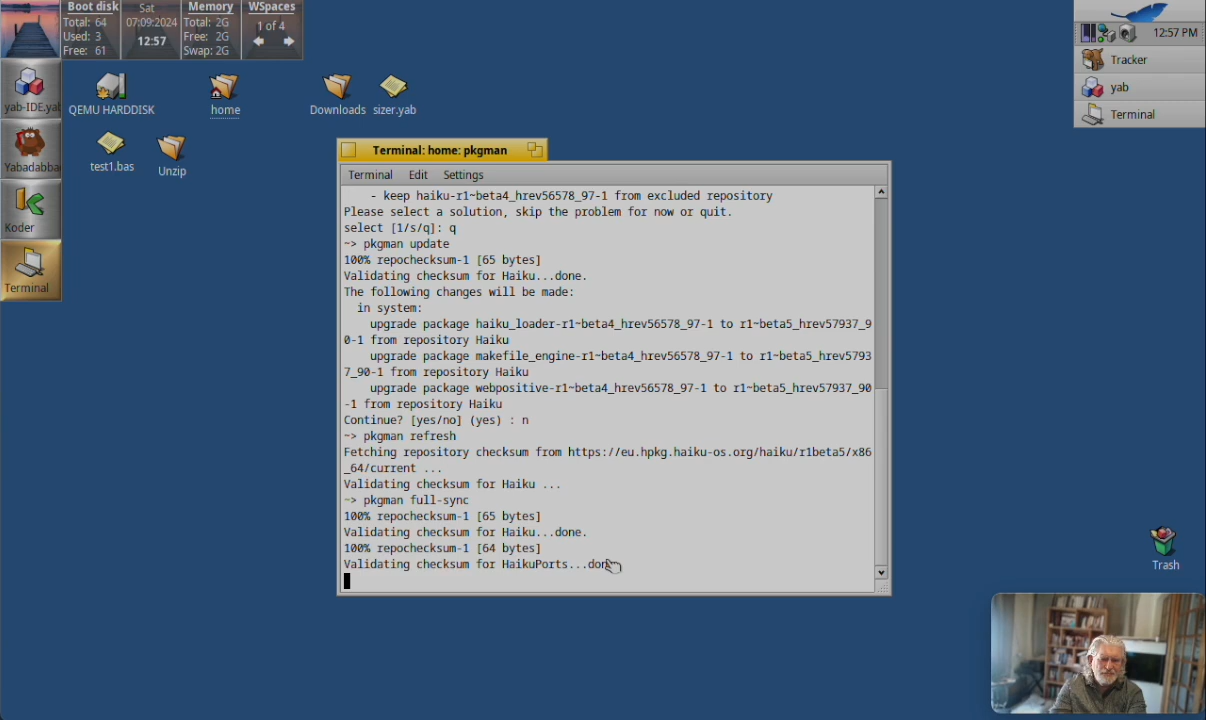 Boot disk
Total: 64
Used: 3
Free: 61
Sat
07:09:2024
12:57
Memory
Total: 2G
Free: 2G
Swap: 2G
WSpaces
1 of 4
12:57 PM
Tracker
yab
Terminal
yab-IDE.yab
Yabadabba
Koder
Terminal
QEMU HARDDISK
home
Downloads
sizer.yab
test1.bas
Unzip
Terminal: home: pkgman
Terminal Edit Settings
- keep haiku-r1~beta4_hrev56578_97-1 from excluded repository
Please select a solution, skip the problem for now or quit.
select [1/s/q]: q
~> pkgman update
100% repochecksum-1 [65 bytes]
Validating checksum for Haiku...done.
The following changes will be made:
in system:
upgrade package haiku_loader-r1~beta4_hrev56578_97-1 to r1~beta5_hrev57937_9
0-1 from repository Haiku
upgrade package makefile_engine-r1~beta4_hrev56578_97-1 to r1~beta5_hrev5793
7_90-1 from repository Haiku
upgrade package webpositive-r1~beta4_hrev56578_97-1 to r1~beta5_hrev57937_90
-1 from repository Haiku
Continue? [yes/no] (yes) : n
~> pkgman refresh
Fetching repository checksum from https://eu.hpkg.haiku-os.org/haiku/r1beta5/x86
_64/current ...
Validating checksum for Haiku ...
~> pkgman full-sync
100% repochecksum-1 [65 bytes]
Validating checksum for Haiku...done.
100% repochecksum-1 [64 bytes]
Validating checksum for HaikuPorts...don
Trash